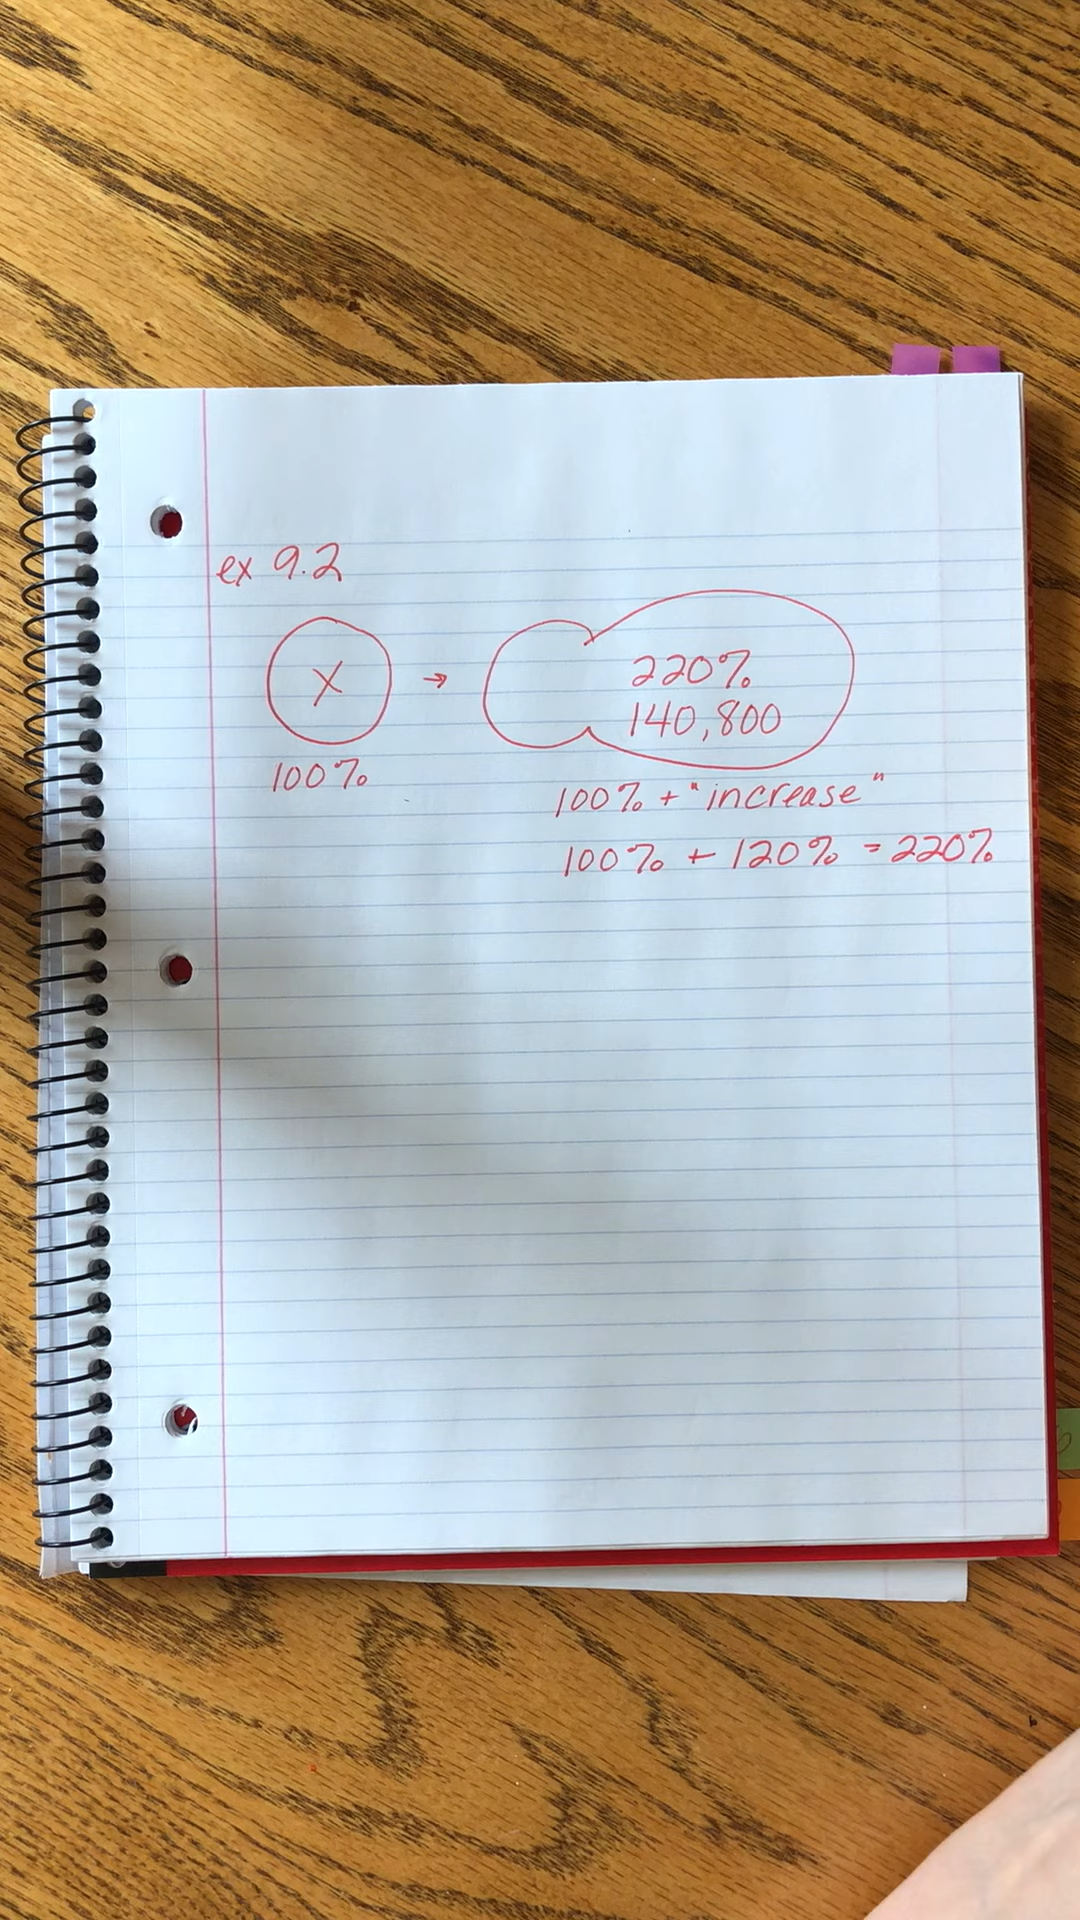 ex 9.2
X → 220%
140,800
100%
100% + "increase"
100% + 120% = 220%